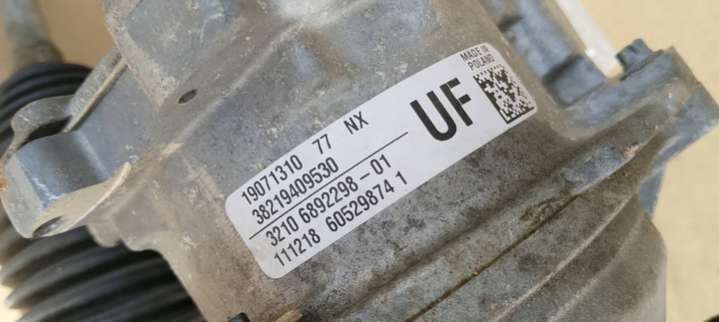 MADE IN
POLAND
UF
19071310 77 NX
38219409530
3210 6892298-01
111218 60529874 1